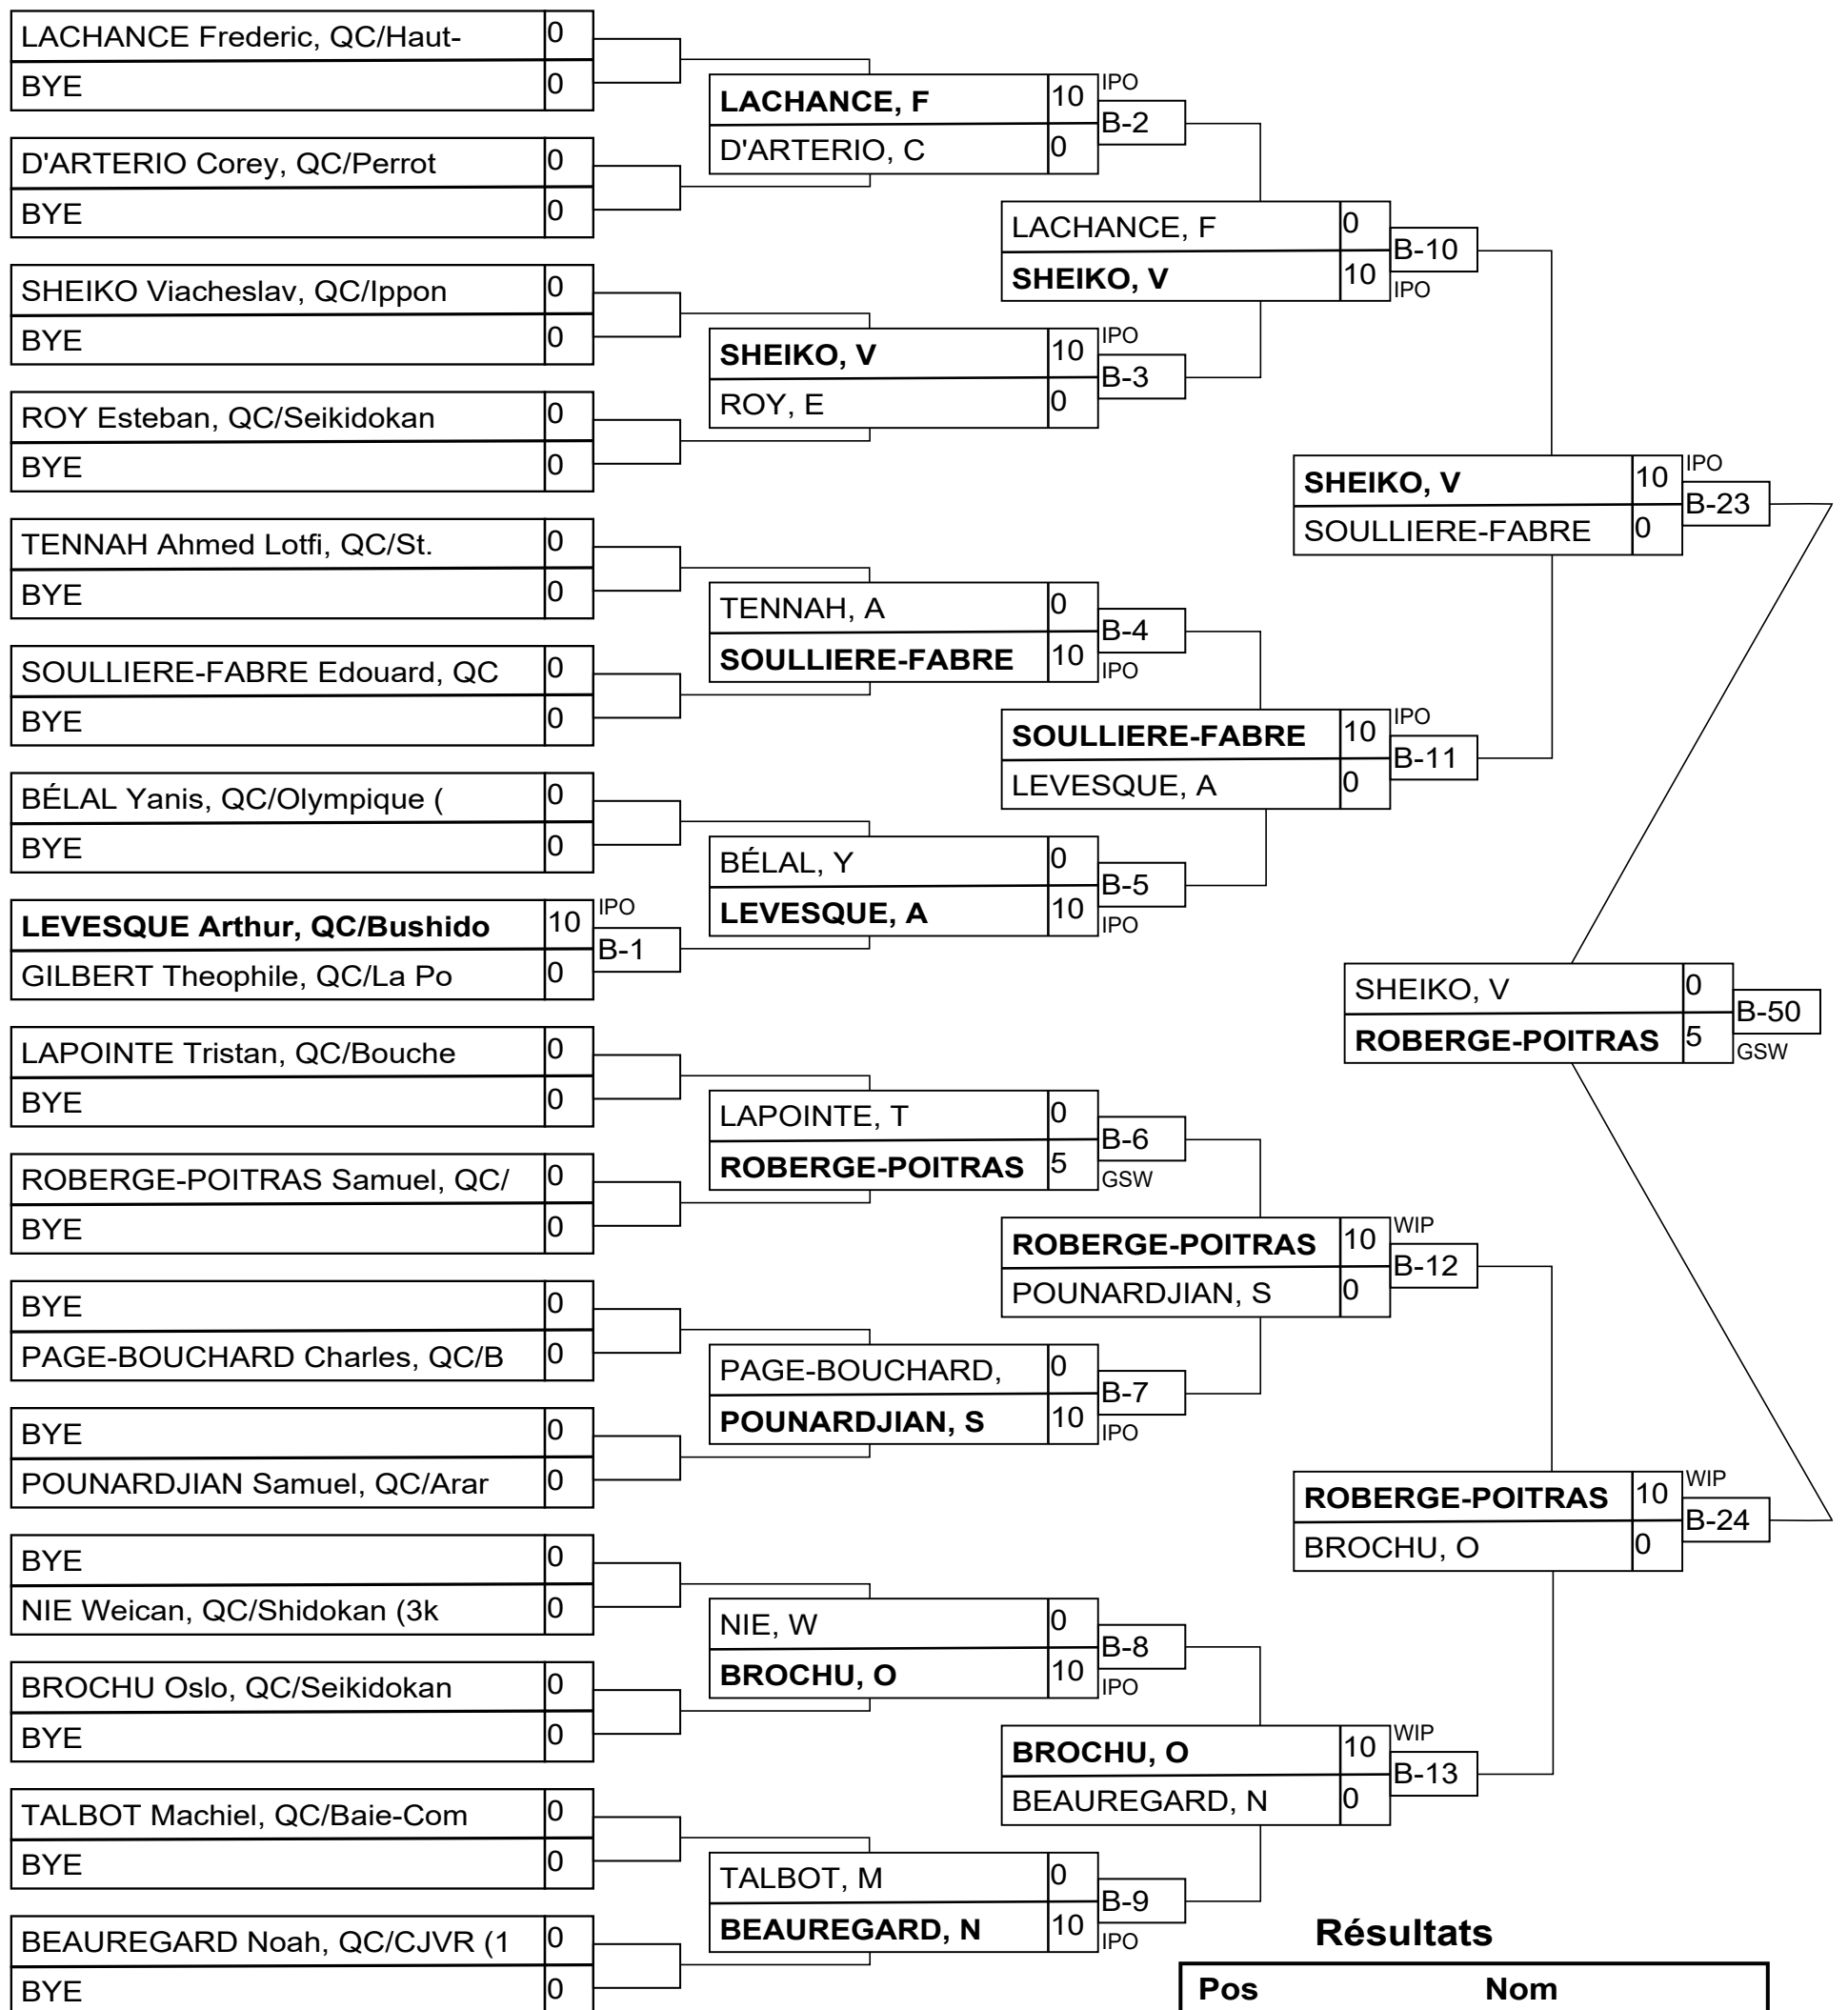 LACHANCE Frederic, QC/Haut- 0
BYE 0
D'ARTERIO Corey, QC/Perrot 0
BYE 0
SHEIKO Viacheslav, QC/Ippon 0
BYE 0
ROY Esteban, QC/Seikidokan 0
BYE 0
TENNAH Ahmed Lotfi, QC/St. 0
BYE 0
SOULLIERE-FABRE Edouard, QC 0
BYE 0
BÉLAL Yanis, QC/Olympique ( 0
BYE 0
LEVESQUE Arthur, QC/Bushido 10 IPO
B-1
GILBERT Theophile, QC/La Po 0
LAPOINTE Tristan, QC/Bouche 0
BYE 0
ROBERGE-POITRAS Samuel, QC/ 0
BYE 0
BYE 0
PAGE-BOUCHARD Charles, QC/B 0
BYE 0
POUNARDJIAN Samuel, QC/Arar 0
BYE 0
NIE Weican, QC/Shidokan (3k 0
BROCHU Oslo, QC/Seikidokan 0
BYE 0
TALBOT Machiel, QC/Baie-Com 0
BYE 0
BEAUREGARD Noah, QC/CJVR (1 0
BYE 0
LACHANCE, F 10 IPO
B-2
D'ARTERIO, C 0
SHEIKO, V 10 IPO
B-3
ROY, E 0
TENNAH, A 0
B-4
SOULLIERE-FABRE 10 IPO
BÉLAL, Y 0
B-5
LEVESQUE, A 10 IPO
LAPOINTE, T 0
B-6
ROBERGE-POITRAS 5 GSW
PAGE-BOUCHARD, 0
B-7
POUNARDJIAN, S 10 IPO
NIE, W 0
B-8
BROCHU, O 10 IPO
TALBOT, M 0
B-9
BEAUREGARD, N 10 IPO
LACHANCE, F 0
B-10
SHEIKO, V 10 IPO
SOULLIERE-FABRE 10 IPO
B-11
LEVESQUE, A 0
ROBERGE-POITRAS 10 WIP
B-12
POUNARDJIAN, S 0
BROCHU, O 10 WIP
B-13
BEAUREGARD, N 0
SHEIKO, V 10 IPO
B-23
SOULLIERE-FABRE 0
ROBERGE-POITRAS 10 WIP
B-24
BROCHU, O 0
SHEIKO, V 0
B-50
ROBERGE-POITRAS 5 GSW
Résultats
Pos Nom